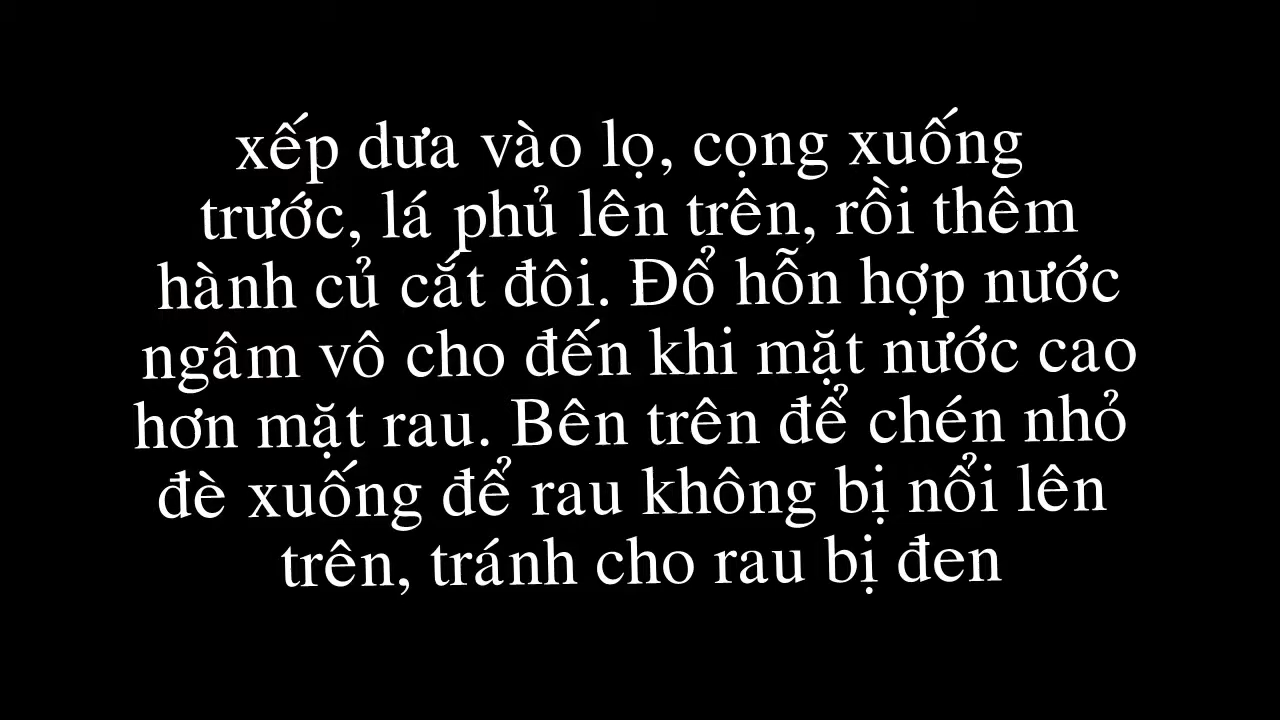 xếp dưa vào lọ, cọng xuống
trước, lá phủ lên trên, rồi thêm
hành củ cắt đôi. Đổ hỗn hợp nước
ngâm vô cho đến khi mặt nước cao
hơn mặt rau. Bên trên để chén nhỏ
đè xuống để rau không bị nổi lên
trên, tránh cho rau bị đen